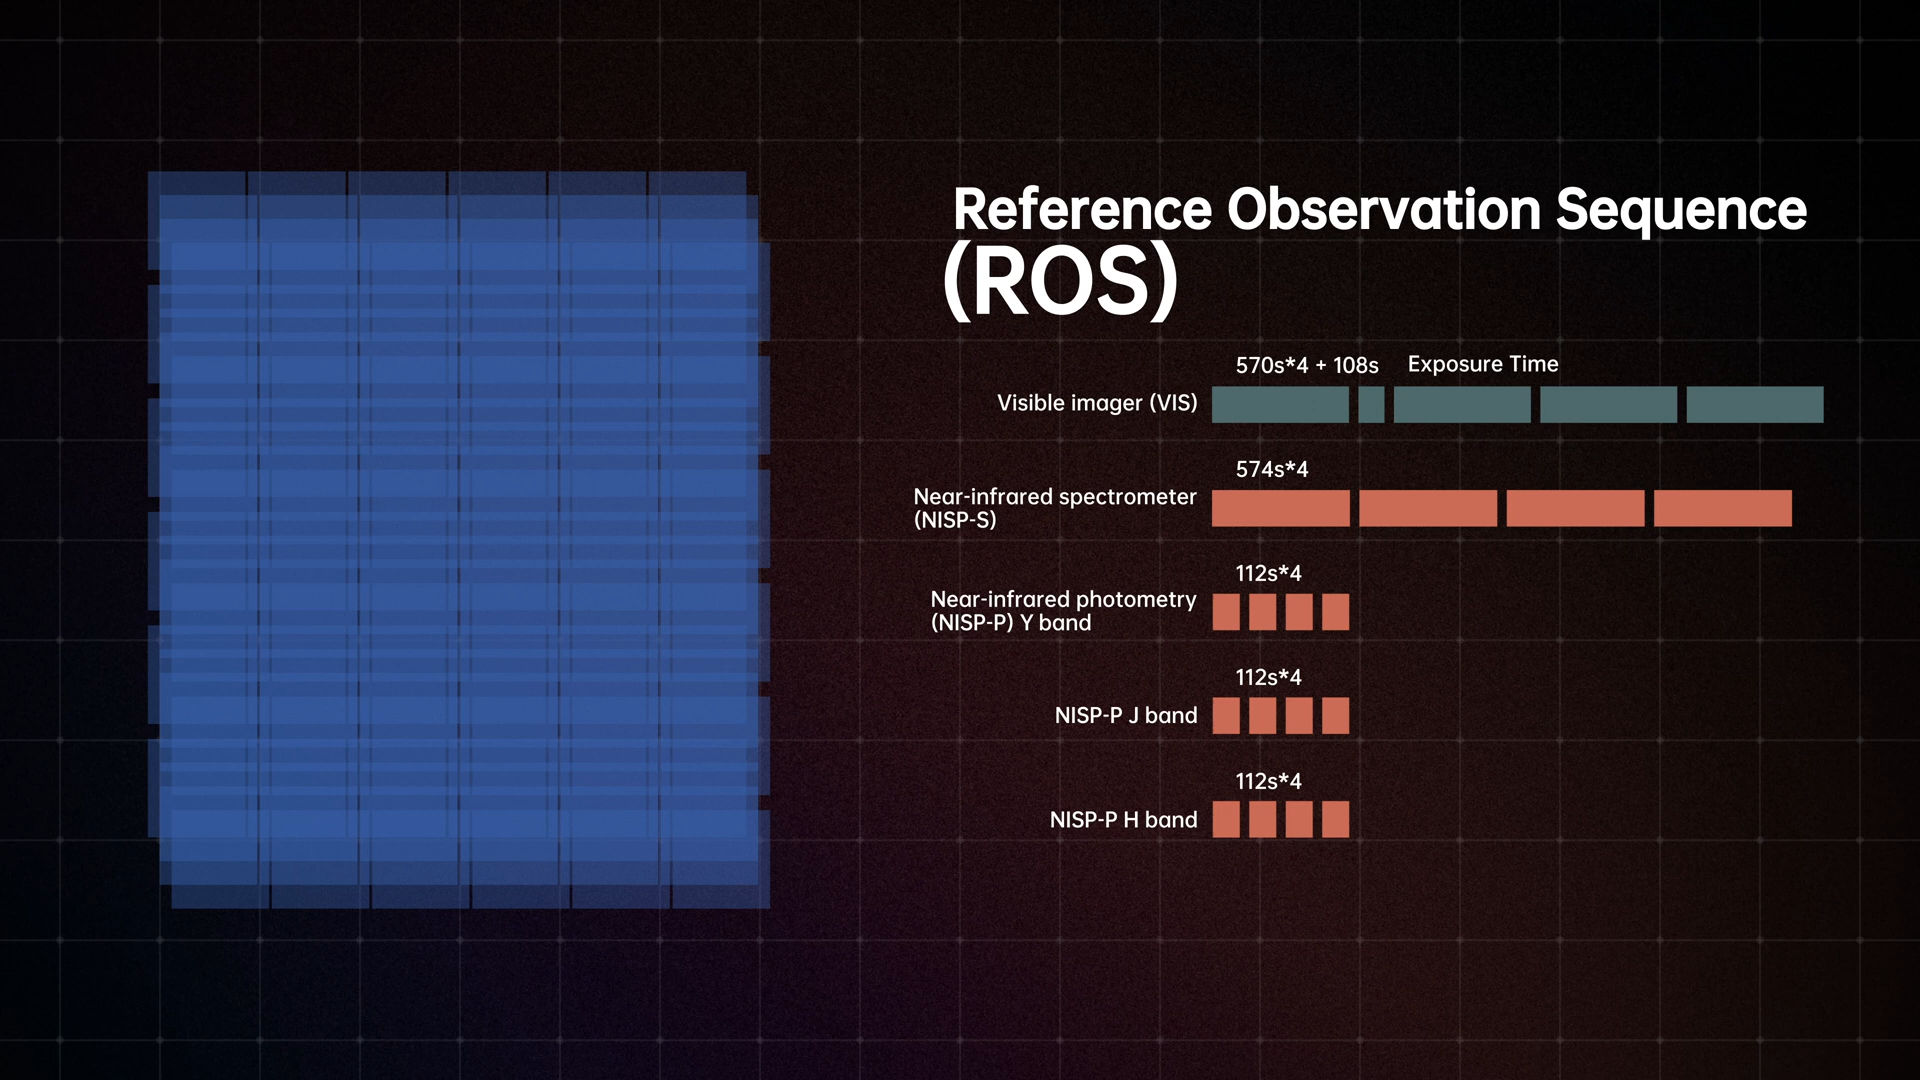 Reference Observation Sequence
(ROS)
570s*4 + 108s Exposure Time
Visible imager (VIS)
574s*4
Near-infrared spectrometer
(NISP-S)
112s*4
Near-infrared photometry
(NISP-P) Y band
112s*4
NISP-P J band
112s*4
NISP-P H band